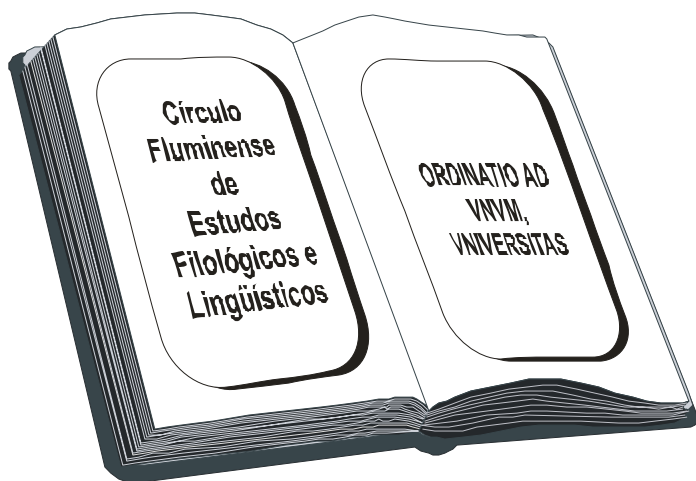 Círculo
Fluminense
de
Estudos
Filológicos e
Lingüísticos
ORDINATIO AD
VNVM,
VNIVERSITAS